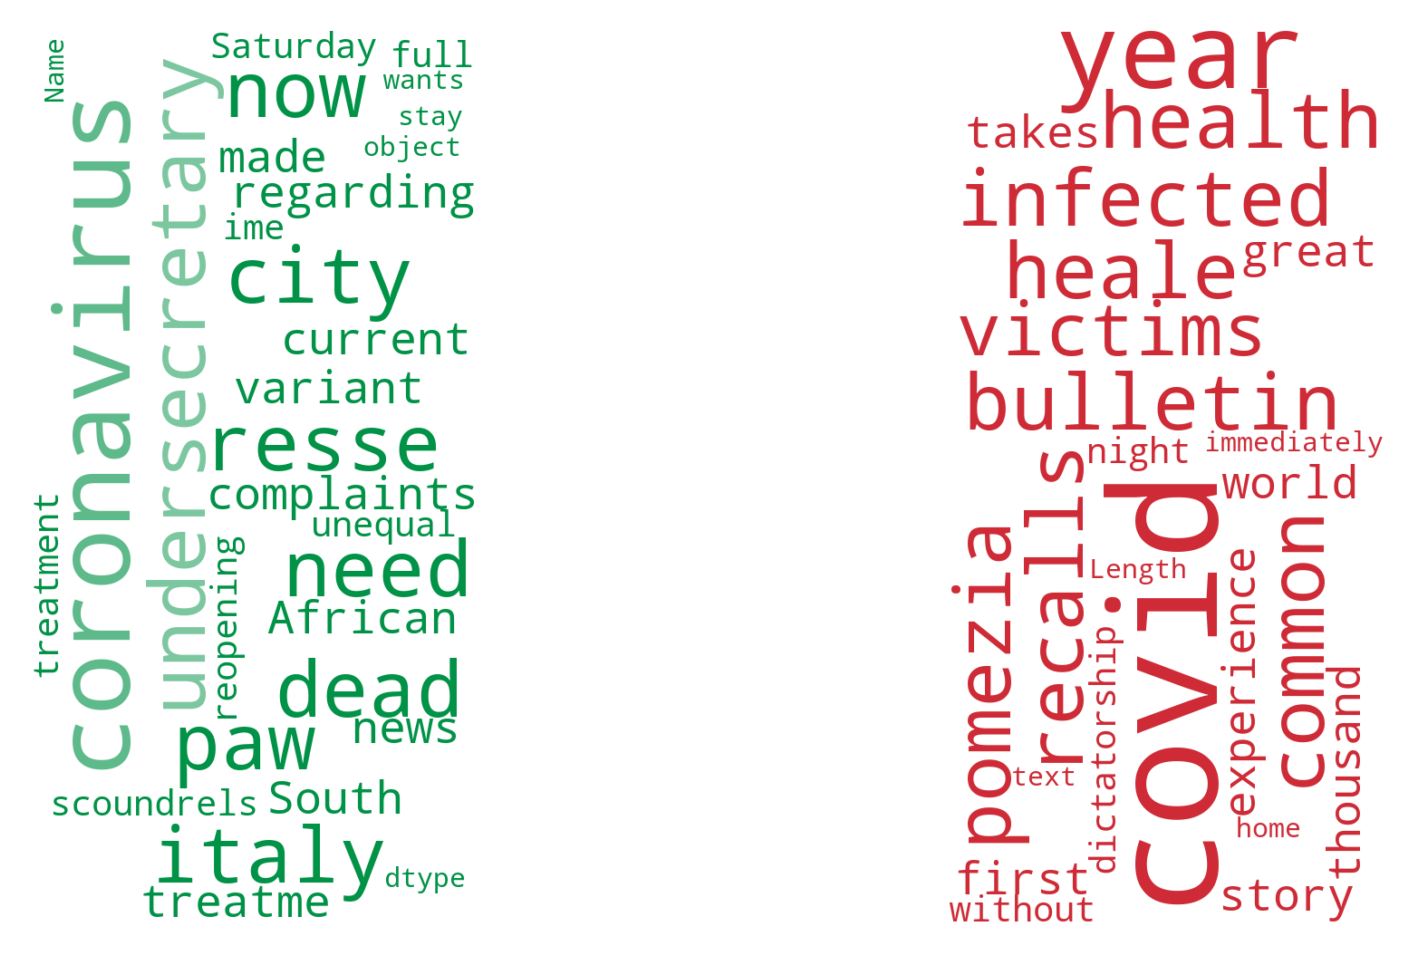 Name
coronavirus
treatment
undersecretary
Saturday
full
now
wants
stay
made
object
regarding
ime
city
current
variant
resse
complaints
unequal
need
reopening
African
dead
news
paw
scoundrels
South
italy
dtype
treatme
year
takes
health
infected
heale
great
victims
bulletin
night
immediately
recalls
world
covid
pomezia
Length
common
experience
dictatorship
text
thousand
home
first
story
without